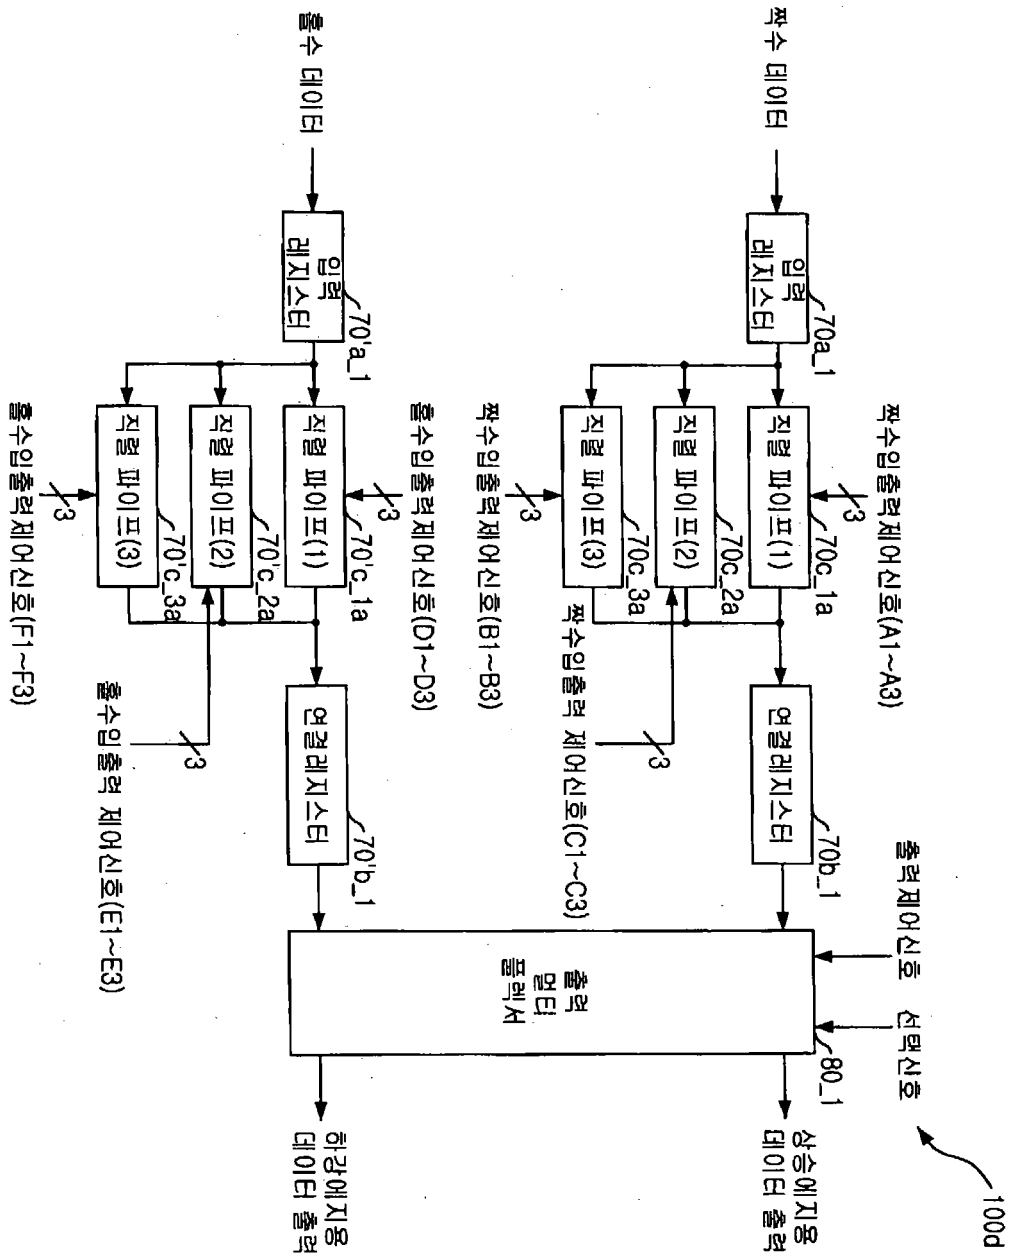 100d
출력제어신호
선택신호
짝수입출력제어신호(A1~A3)
3
짝수 데이터
입력
레지스터
70a_1
직렬 파이프(1)
70c_1a
직렬 파이프(2)
70c_2a
직렬 파이프(3)
70c_3a
연결레지스터
70b_1
출력
멀티
플렉서
80_1
상승에지용
데이터 출력
3
짝수입출력 제어신호(C1~C3)
3
짝수입출력제어신호(B1~B3)
홀수입출력제어신호(D1~D3)
3
홀수 데이터
입력
레지스터
70'a_1
직렬 파이프(1)
70'c_1a
직렬 파이프(2)
70'c_2a
직렬 파이프(3)
70'c_3a
연결레지스터
70'b_1
하강에지용
데이터 출력
3
홀수입출력 제어신호(E1~E3)
3
홀수입출력제어신호(F1~F3)